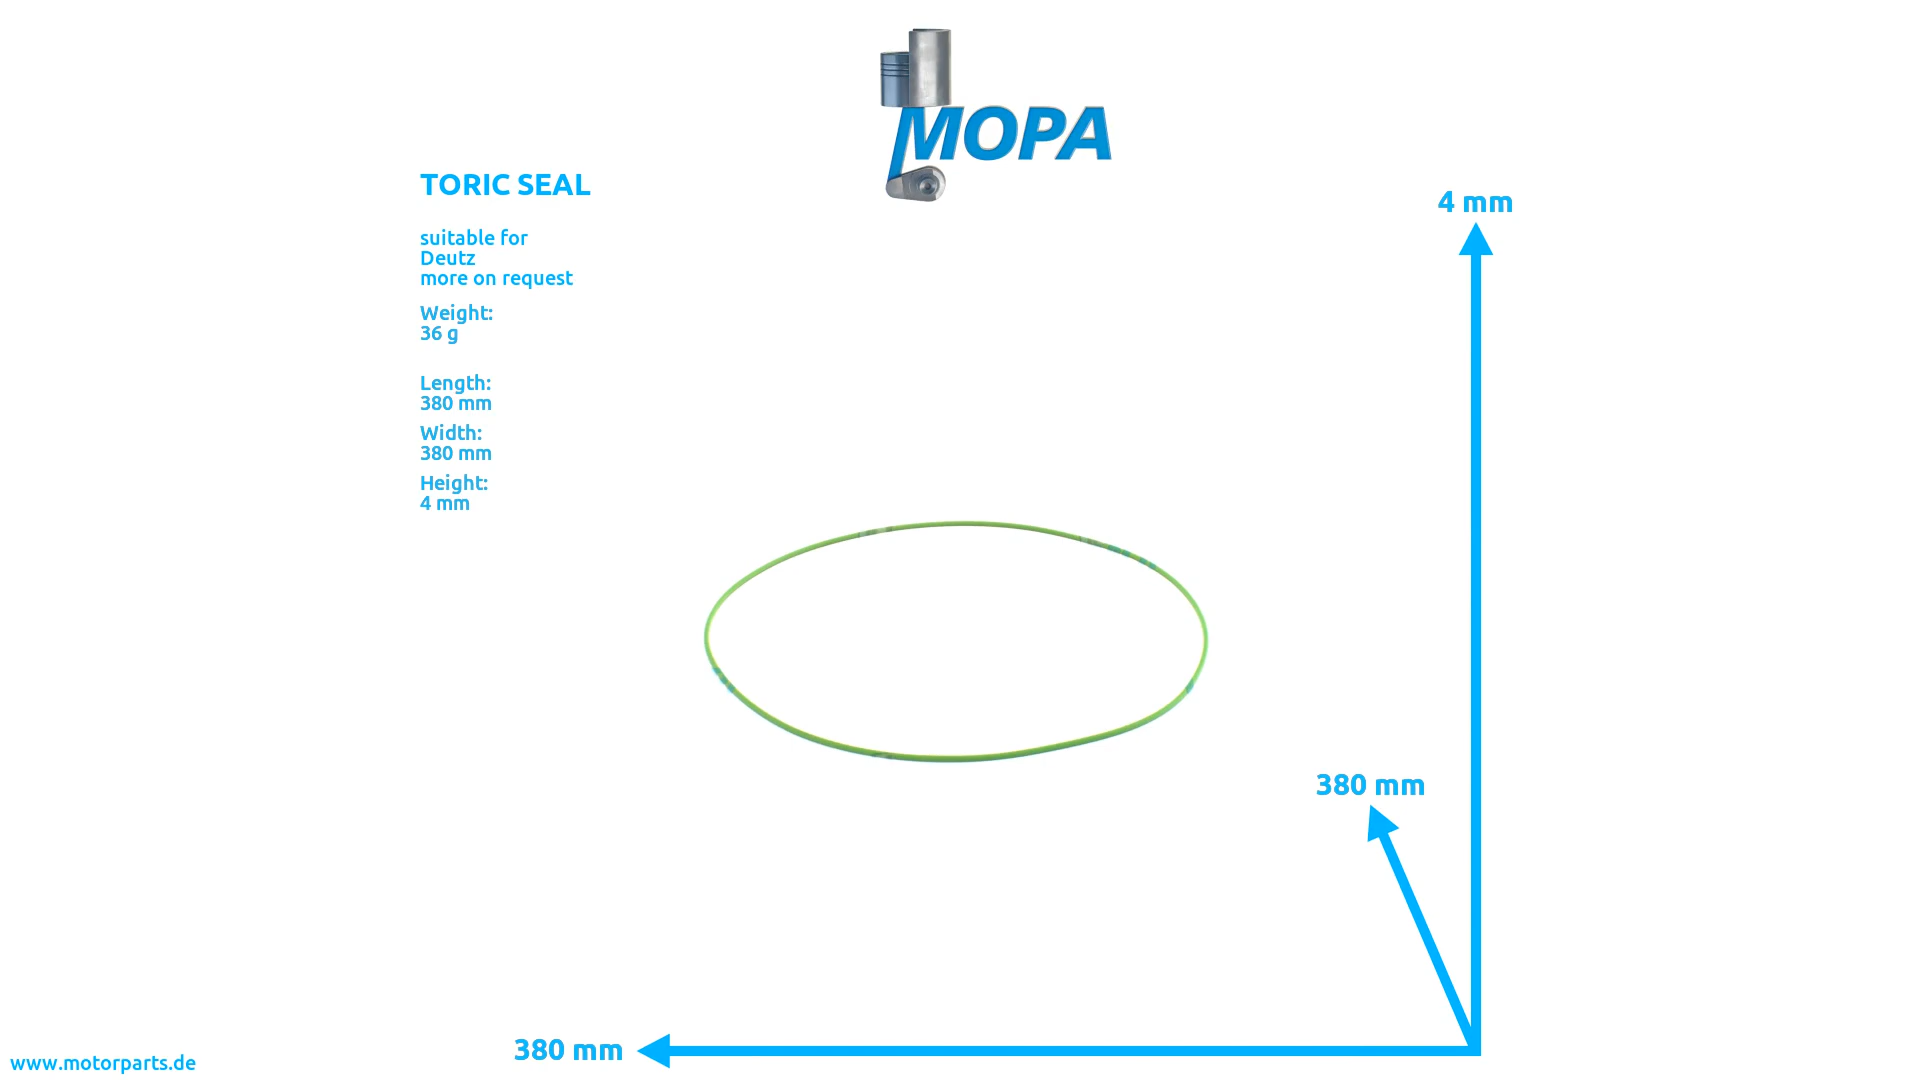 MOPA
TORIC SEAL
suitable for
Deutz
more on request
Weight:
36 g
Length:
380 mm
Width:
380 mm
Height:
4 mm
4 mm
380 mm
380 mm
www.motorparts.de